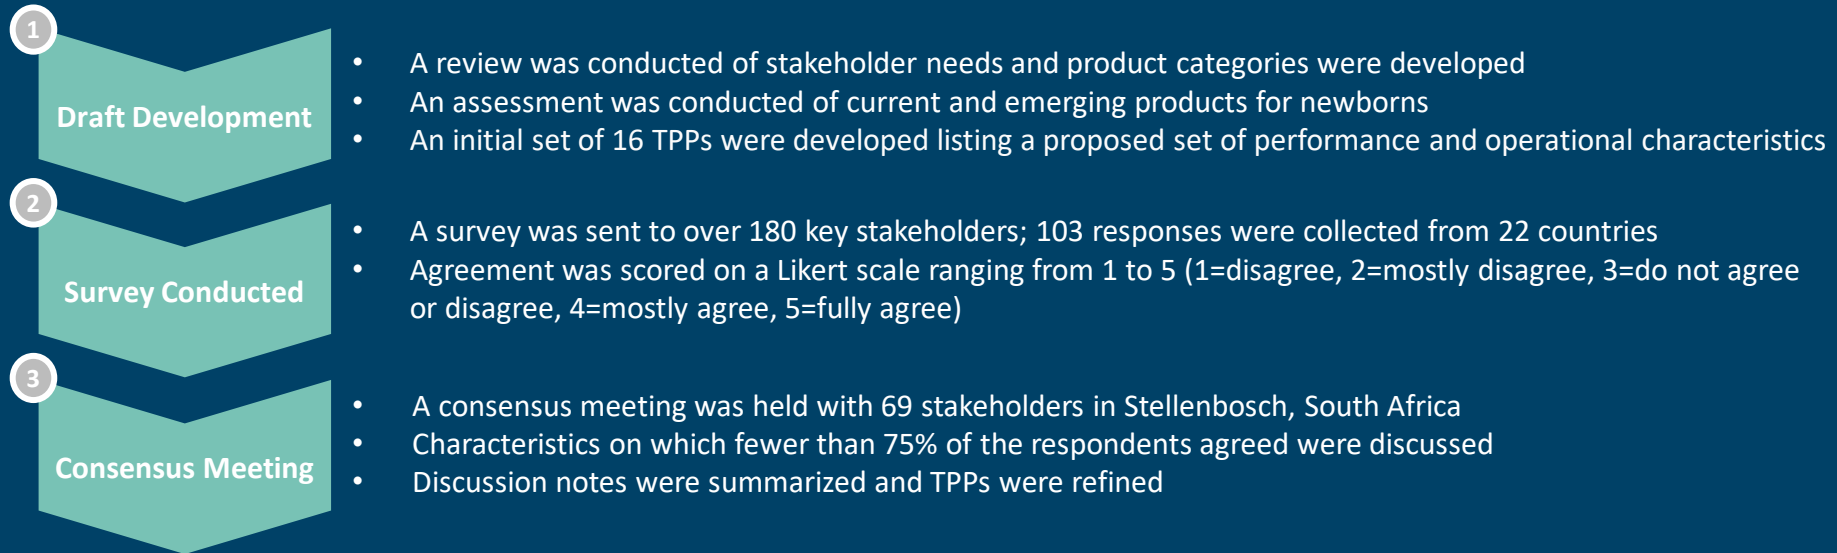 1
Draft Development
• A review was conducted of stakeholder needs and product categories were developed
• An assessment was conducted of current and emerging products for newborns
• An initial set of 16 TPPs were developed listing a proposed set of performance and operational characteristics
2
Survey Conducted
• A survey was sent to over 180 key stakeholders; 103 responses were collected from 22 countries
• Agreement was scored on a Likert scale ranging from 1 to 5 (1=disagree, 2=mostly disagree, 3=do not agree
or disagree, 4=mostly agree, 5=fully agree)
3
Consensus Meeting
• A consensus meeting was held with 69 stakeholders in Stellenbosch, South Africa
• Characteristics on which fewer than 75% of the respondents agreed were discussed
• Discussion notes were summarized and TPPs were refined